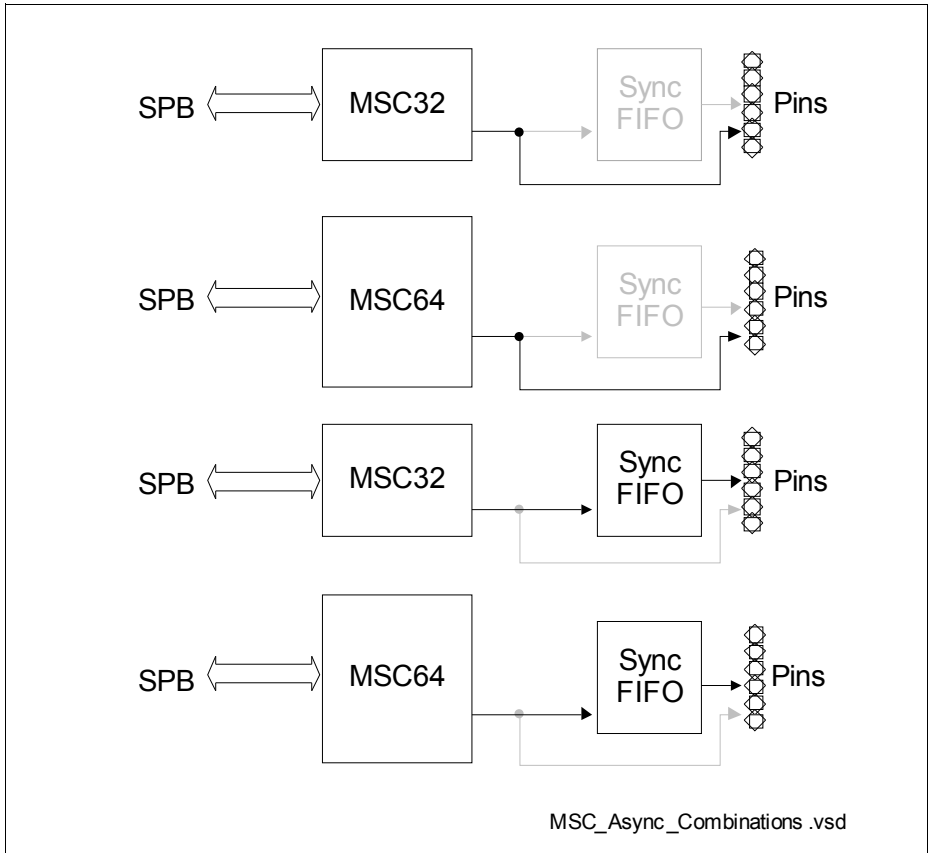 SPB
MSC32
Sync
FIFO
Pins
SPB
MSC64
Sync
FIFO
Pins
SPB
MSC32
Sync
FIFO
Pins
SPB
MSC64
Sync
FIFO
Pins
MSC_Async_Combinations .vsd